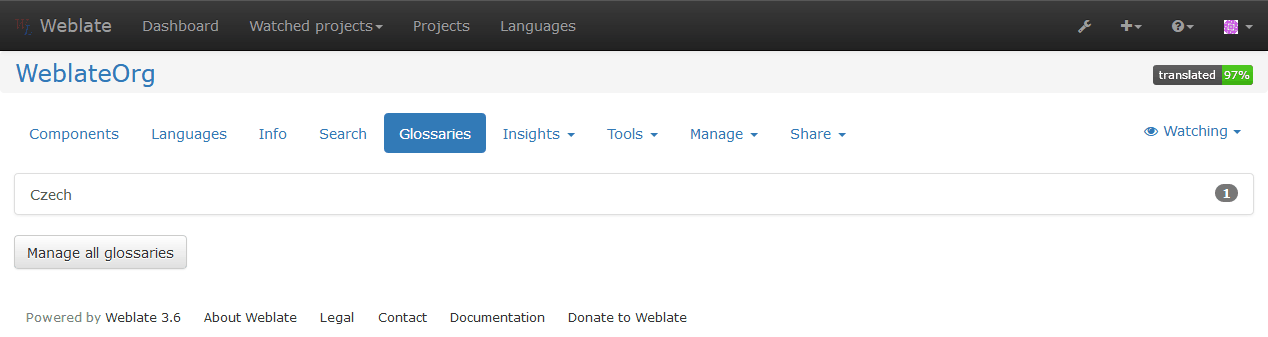 Weblate Dashboard Watched projects Projects Languages
WeblateOrg translated 97%
Components Languages Info Search Glossaries Insights Tools Manage Share Watching
Czech 1
Manage all glossaries
Powered by Weblate 3.6 About Weblate Legal Contact Documentation Donate to Weblate